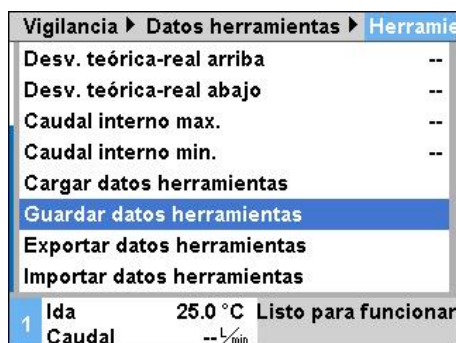 Vigilancia ▶ Datos herramientas ▶ Herramie
Desv. teórica-real arriba --
Desv. teórica-real abajo --
Caudal interno max. --
Caudal interno min. --
Cargar datos herramientas
Guardar datos herramientas
Exportar datos herramientas
Importar datos herramientas
1 Ida 25.0 °C Listo para funcionar
Caudal -- L/min